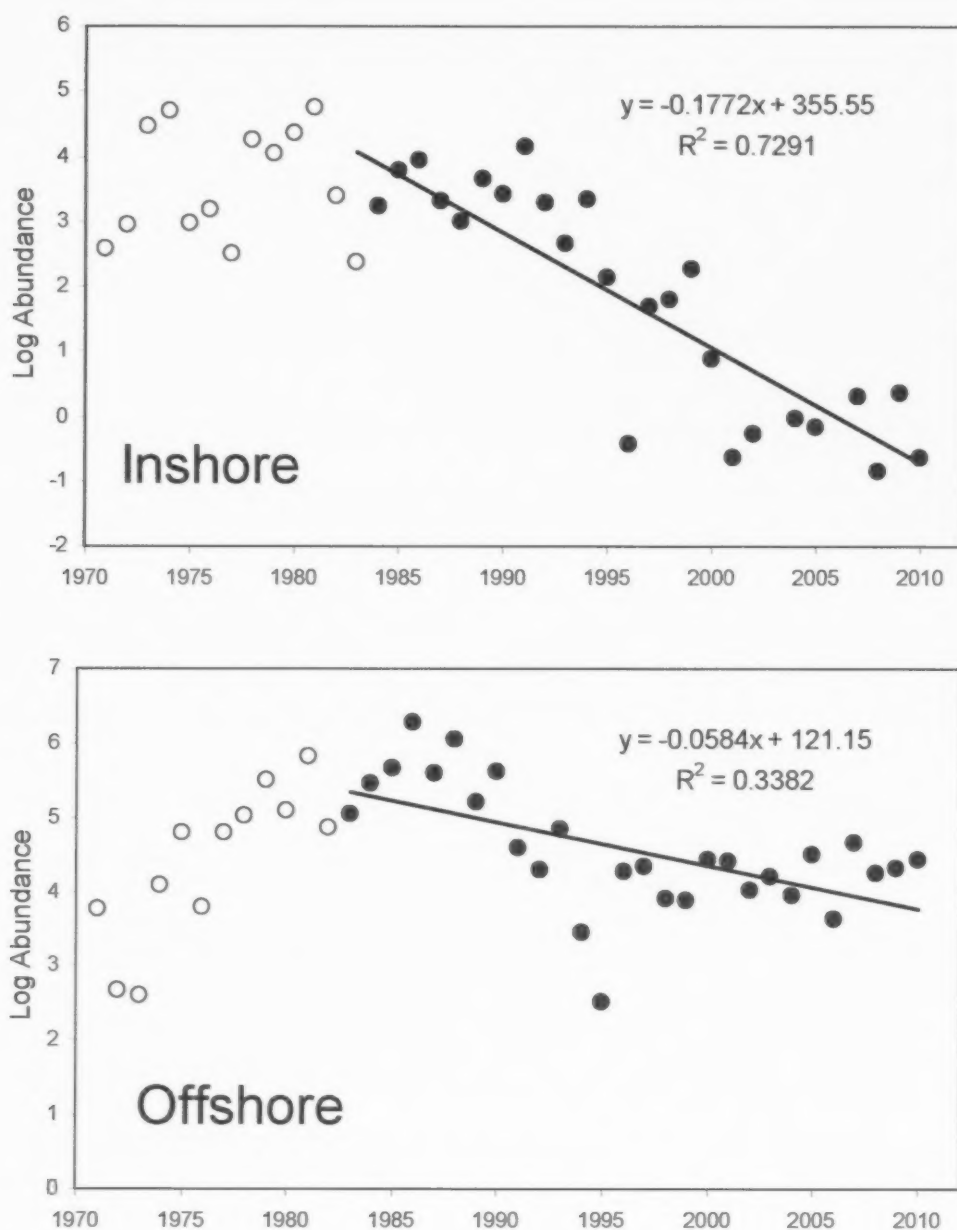 6
5
4
3
2
1
0
-1
-2
Log Abundance
y = -0.1772x + 355.55
R² = 0.7291
Inshore
1970 1975 1980 1985 1990 1995 2000 2005 2010
7
6
5
4
3
2
1
0
Log Abundance
y = -0.0584x + 121.15
R² = 0.3382
Offshore
1970 1975 1980 1985 1990 1995 2000 2005 2010